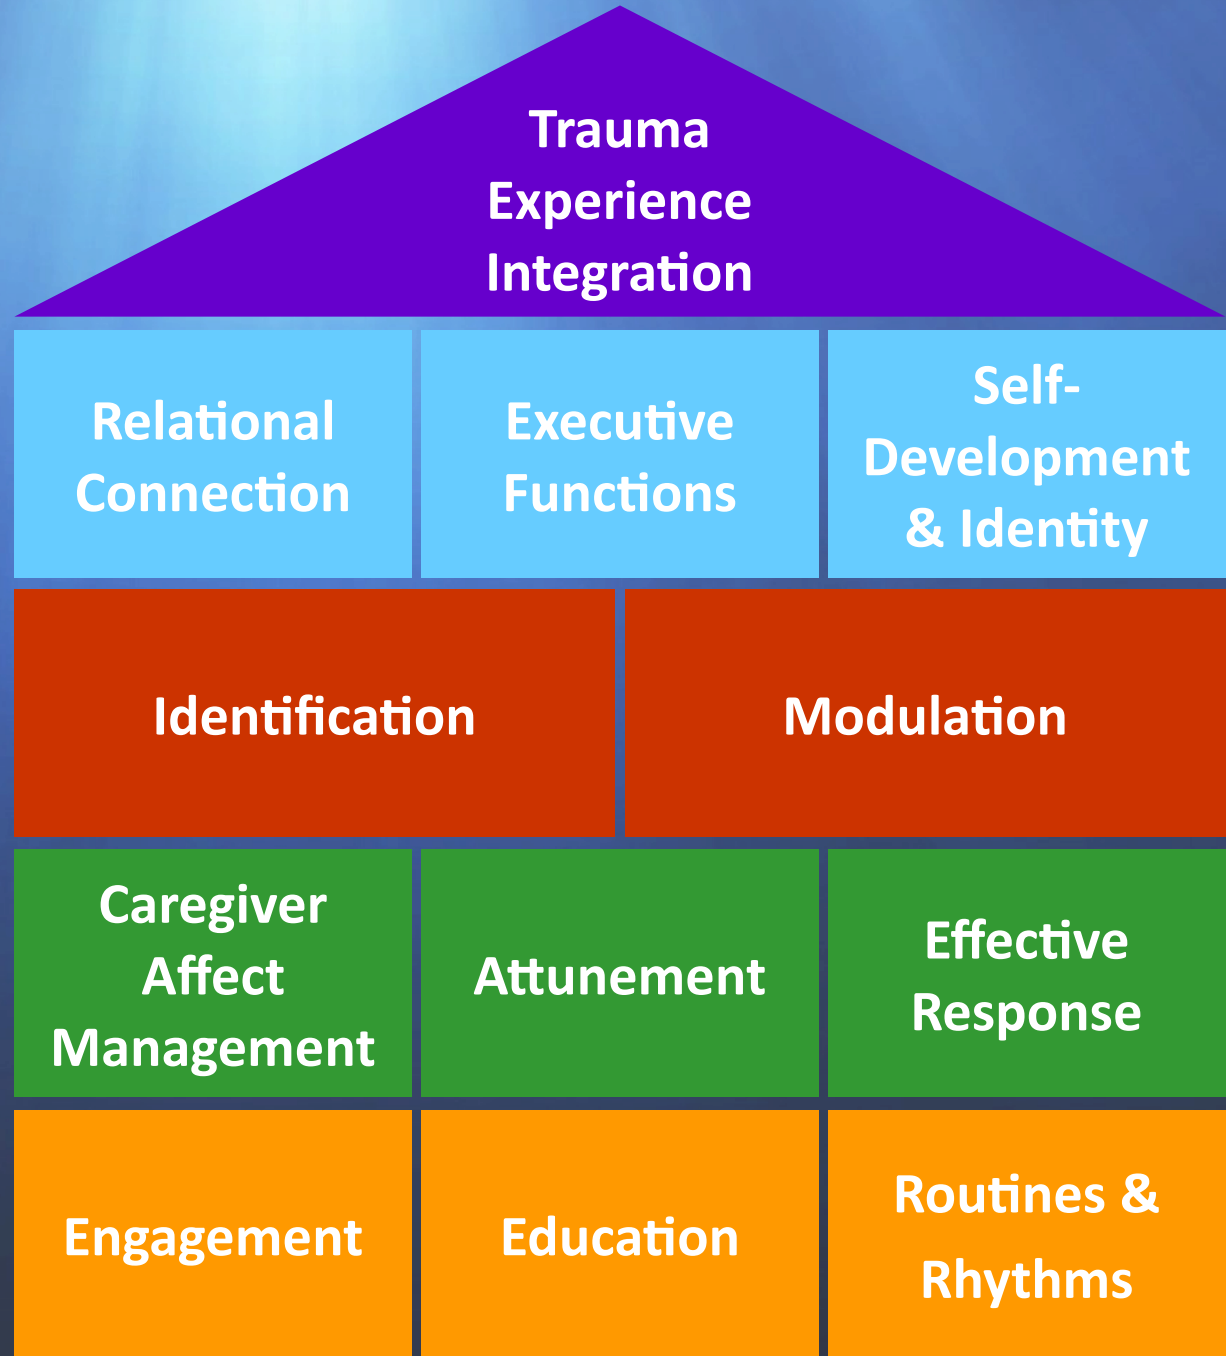 Trauma
Experience
Integration
Relational
Connection
Executive
Functions
Self-
Development
& Identity
Identification
Modulation
Caregiver
Affect
Management
Attunement
Effective
Response
Engagement
Education
Routines &
Rhythms